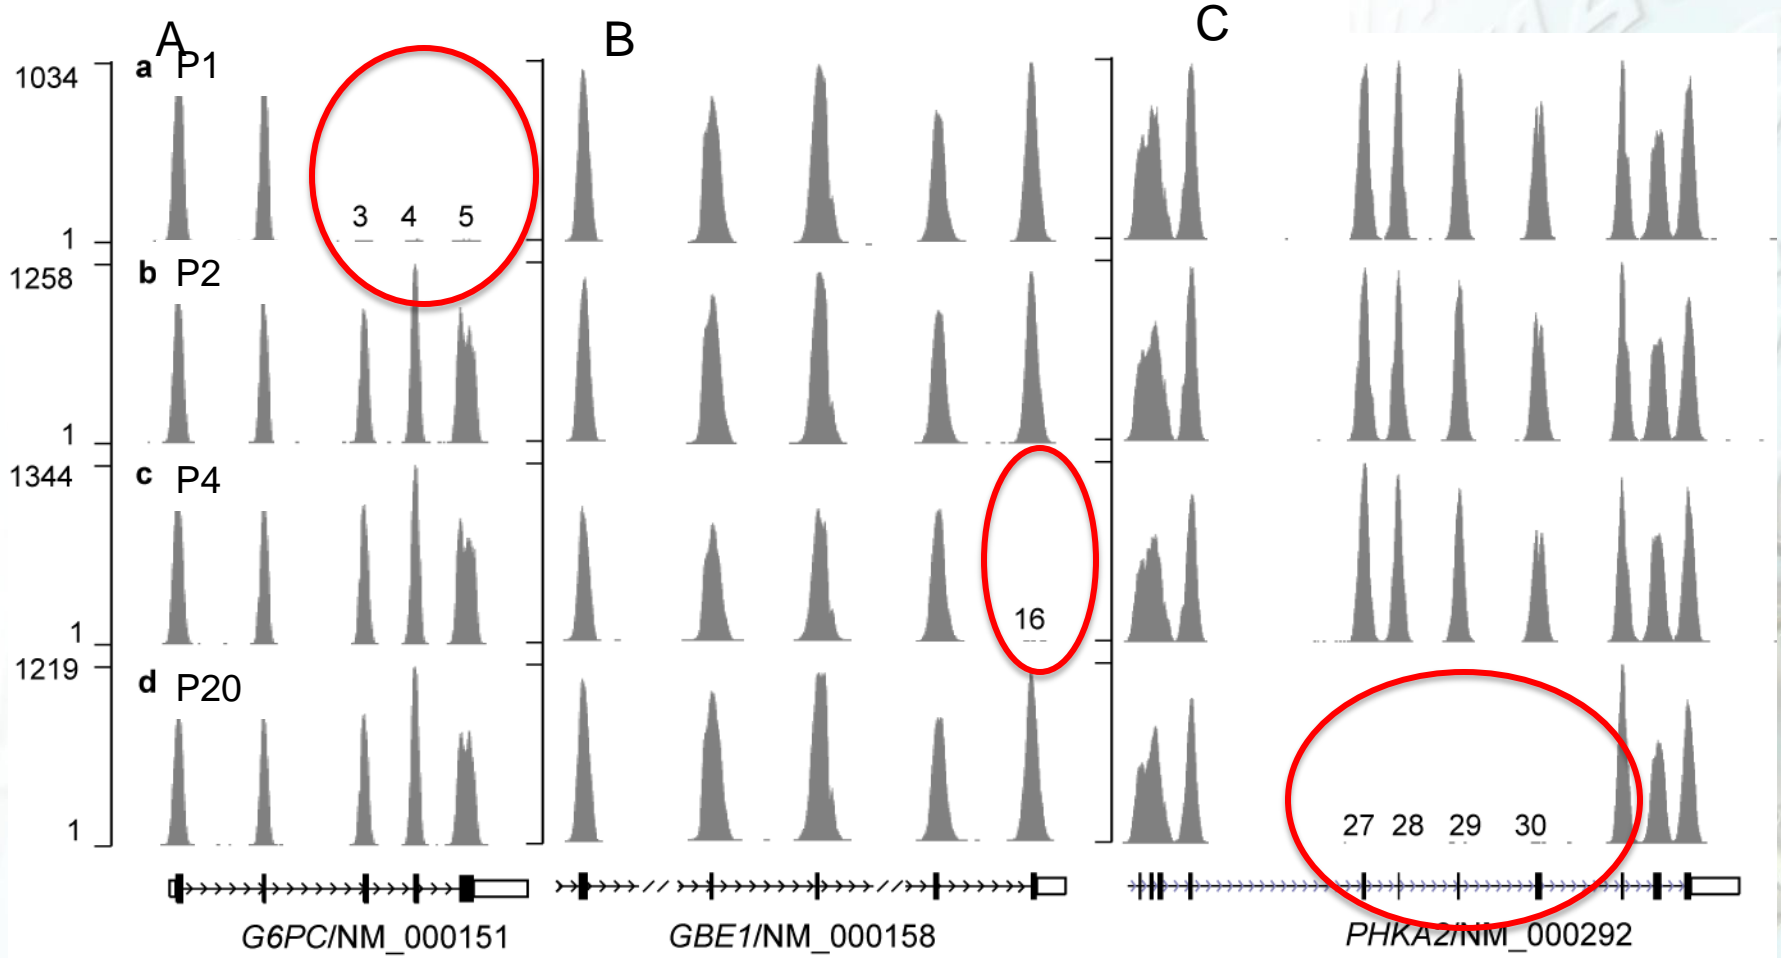 A
B
C
1034
a P1
3 4 5
1
1258
b P2
1
1344
c P4
16
1
1219
d P20
27 28 29 30
1
G6PC/NM_000151
GBE1/NM_000158
PHKA2/NM_000292